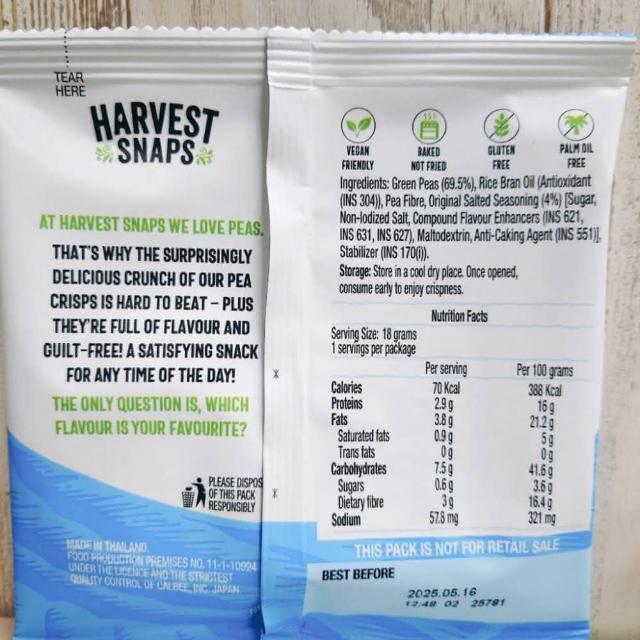 TEAR
HERE
HARVEST
SNAPS
AT HARVEST SNAPS WE LOVE PEAS.
THAT'S WHY THE SURPRISINGLY
DELICIOUS CRUNCH OF OUR PEA
CRISPS IS HARD TO BEAT – PLUS
THEY'RE FULL OF FLAVOUR AND
GUILT-FREE! A SATISFYING SNACK
FOR ANY TIME OF THE DAY!
THE ONLY QUESTION IS, WHICH
FLAVOUR IS YOUR FAVOURITE?
PLEASE DISPOS
OF THIS PACK
RESPONSIBLY
MADE IN THAILAND.
FOOD PRODUCTION PREMISES NO. 11-1-10924
UNDER THE LICENCE AND THE STRICTEST
QUALITY CONTROL OF CALBEE, INC. JAPAN
VEGAN
FRIENDLY
BAKED
NOT FRIED
GLUTEN
FREE
PALM OIL
FREE
Ingredients: Green Peas (69.5%), Rice Bran Oil (Antioxidant
(INS 304)), Pea Fibre, Original Salted Seasoning (4%) [Sugar,
Non-Iodized Salt, Compound Flavour Enhancers (INS 621,
INS 631, INS 627), Maltodextrin, Anti-Caking Agent (INS 551)],
Stabilizer (INS 170(i)).
Storage: Store in a cool dry place. Once opened,
consume early to enjoy crispness.
Nutrition Facts
Serving Size: 18 grams
1 servings per package
Per serving Per 100 grams
Calories 70 Kcal 388 Kcal
Proteins 2.9 g 16 g
Fats 3.8 g 21.2 g
Saturated fats 0.9 g 5 g
Trans fats 0 g 0 g
Carbohydrates 7.5 g 41.6 g
Sugars 0.6 g 3.6 g
Dietary fibre 3 g 16.4 g
Sodium 57.8 mg 321 mg
THIS PACK IS NOT FOR RETAIL SALE
BEST BEFORE
2025.05.16
12:48 02 25781